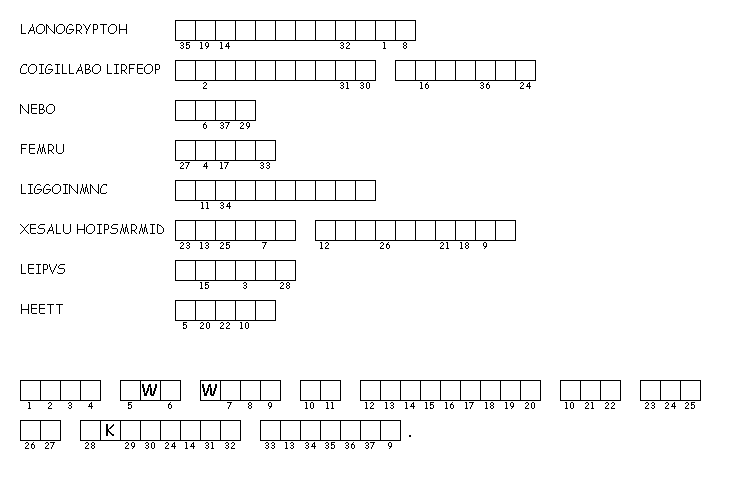 LAONOGRYPTOH
35 19 14 32 1 8
COIGILLABO LIRFEOP
2 31 30 16 36 24
NEBO
6 37 29
FEMRU
27 4 17 33
LIGGOINMNC
11 34
XESALU HOIPSMRMID
23 13 25 7 12 26 21 18 9
LEIPVS
15 3 28
HEETT
5 20 22 10
W W
1 2 3 4 5 6 7 8 9 10 11 12 13 14 15 16 17 18 19 20 10 21 22 23 24 25
K .
26 27 28 29 30 24 14 31 32 33 13 34 35 36 37 9